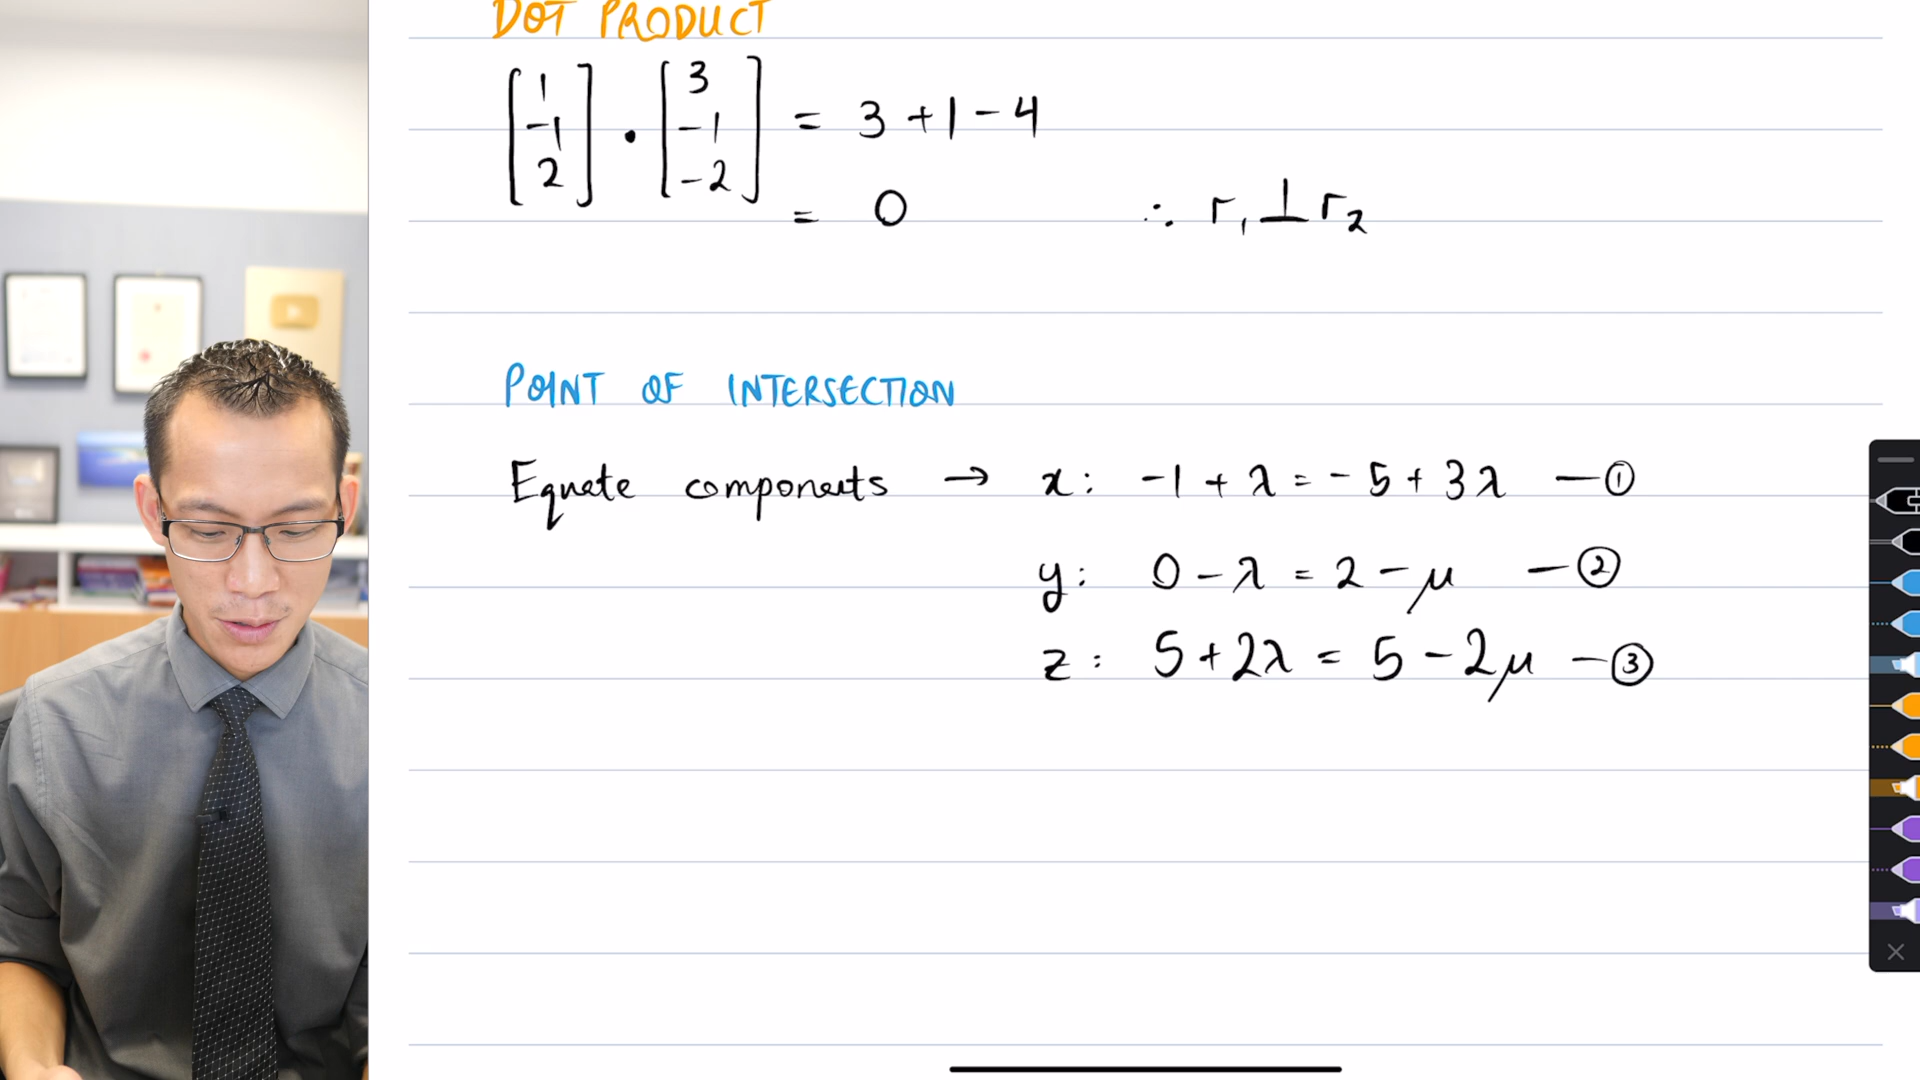 DOT PRODUCT
[1 -1 2] · [3 -1 -2] = 3 + 1 - 4
= 0 ∴ r₁ ⊥ r₂
POINT OF INTERSECTION
Equate components → x: -1 + λ = -5 + 3λ —①
y: 0 - λ = 2 - μ —②
z: 5 + 2λ = 5 - 2μ —③